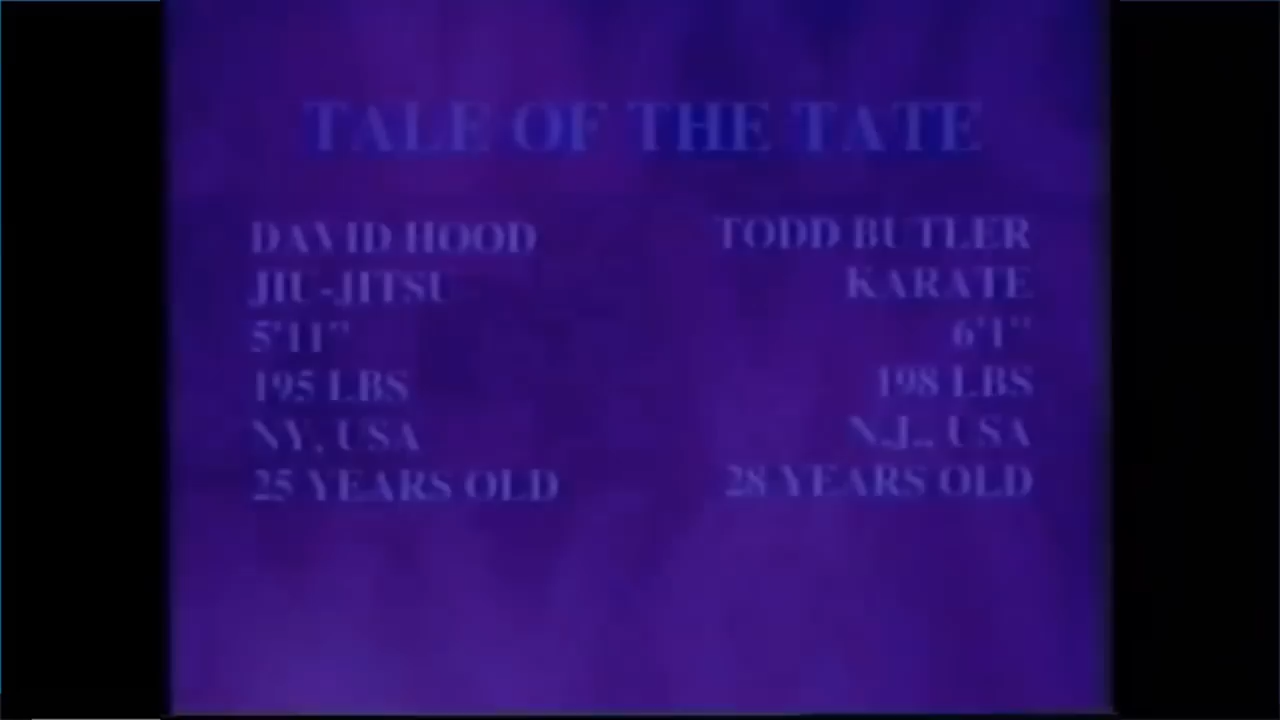 TALE OF THE TATE
DAVID HOOD
JIU-JITSU
5'11"
195 LBS
NY, USA
25 YEARS OLD
TODD BUTLER
KARATE
6'1"
198 LBS
N.J., USA
28 YEARS OLD